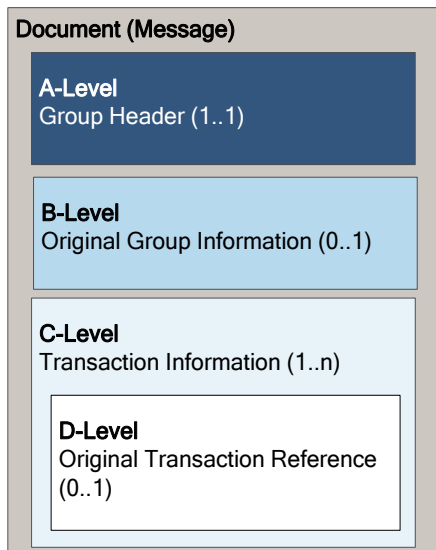 Document (Message)
A-Level
Group Header (1..1)
B-Level
Original Group Information (0..1)
C-Level
Transaction Information (1..n)
D-Level
Original Transaction Reference
(0..1)